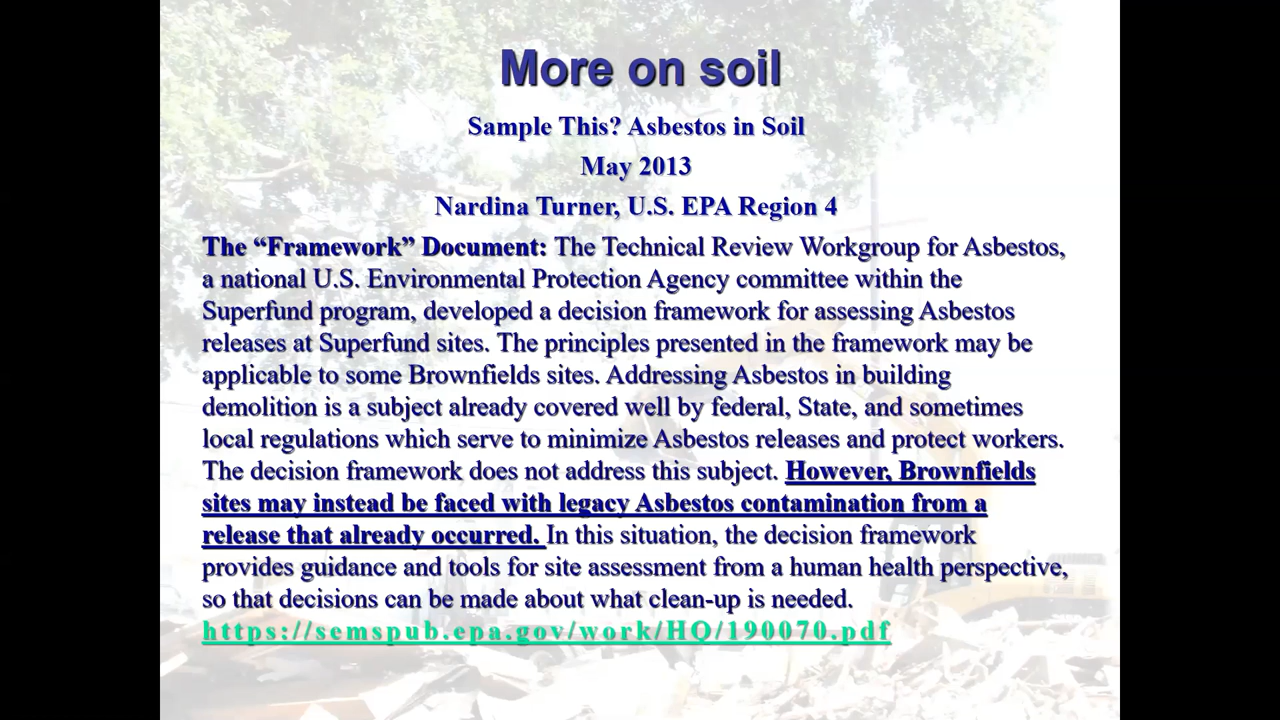 More on soil
Sample This? Asbestos in Soil
May 2013
Nardina Turner, U.S. EPA Region 4
The “Framework” Document: The Technical Review Workgroup for Asbestos,
a national U.S. Environmental Protection Agency committee within the
Superfund program, developed a decision framework for assessing Asbestos
releases at Superfund sites. The principles presented in the framework may be
applicable to some Brownfields sites. Addressing Asbestos in building
demolition is a subject already covered well by federal, State, and sometimes
local regulations which serve to minimize Asbestos releases and protect workers.
The decision framework does not address this subject. However, Brownfields
sites may instead be faced with legacy Asbestos contamination from a
release that already occurred. In this situation, the decision framework
provides guidance and tools for site assessment from a human health perspective,
so that decisions can be made about what clean-up is needed.
https://semspub.epa.gov/work/HQ/190070.pdf